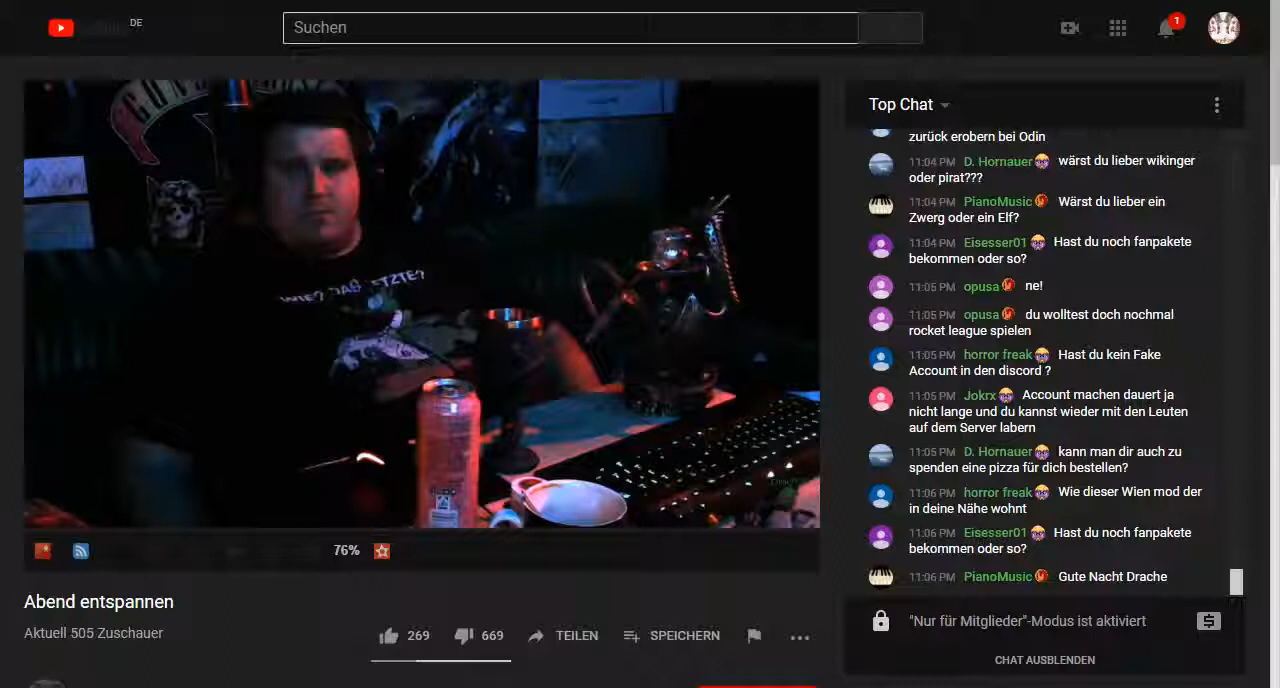 DE
Suchen
1
WIE? DAS LETZTE?
76%
Abend entspannen
Aktuell 505 Zuschauer
269
669
TEILEN
SPEICHERN
Top Chat
zurück erobern bei Odin
11:04 PM D. Hornauer wärst du lieber wikinger
oder pirat???
11:04 PM PianoMusic Wärst du lieber ein
Zwerg oder ein Elf?
11:04 PM Eisesser01 Hast du noch fanpakete
bekommen oder so?
11:05 PM opusa ne!
11:05 PM opusa du wolltest doch nochmal
rocket league spielen
11:05 PM horror freak Hast du kein Fake
Account in den discord ?
11:05 PM Jokrx Account machen dauert ja
nicht lange und du kannst wieder mit den Leuten
auf dem Server labern
11:05 PM D. Hornauer kann man dir auch zu
spenden eine pizza für dich bestellen?
11:06 PM horror freak Wie dieser Wien mod der
in deine Nähe wohnt
11:06 PM Eisesser01 Hast du noch fanpakete
bekommen oder so?
11:06 PM PianoMusic Gute Nacht Drache
"Nur für Mitglieder"-Modus ist aktiviert
CHAT AUSBLENDEN